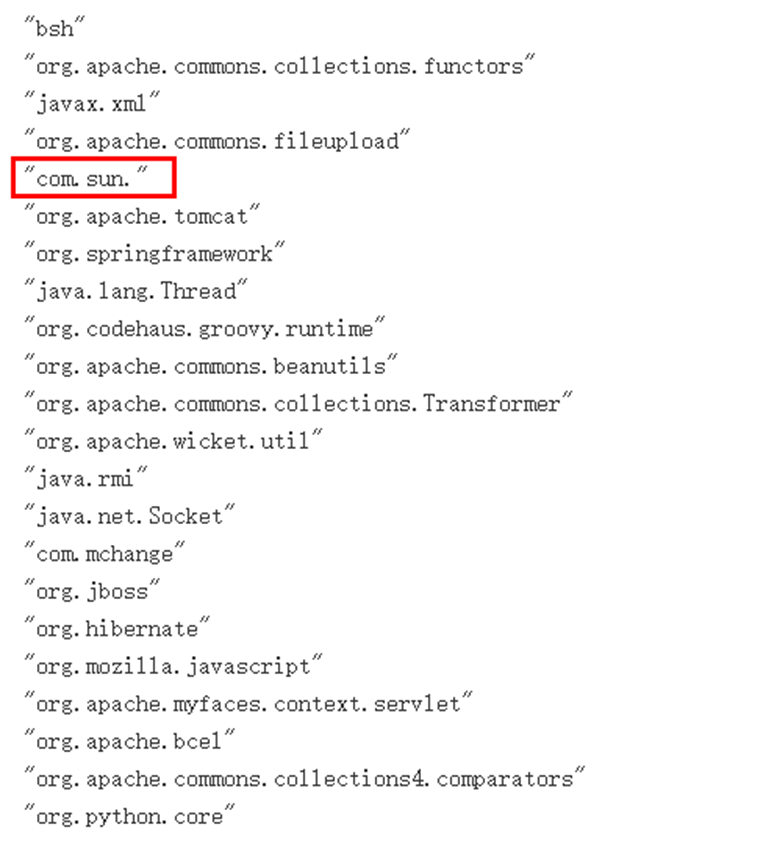 "bsh"
"org.apache.commons.collections.functors"
"javax.xml"
"org.apache.commons.fileupload"
"com.sun."
"org.apache.tomcat"
"org.springframework"
"java.lang.Thread"
"org.codehaus.groovy.runtime"
"org.apache.commons.beanutils"
"org.apache.commons.collections.Transformer"
"org.apache.wicket.util"
"java.rmi"
"java.net.Socket"
"com.mchange"
"org.jboss"
"org.hibernate"
"org.mozilla.javascript"
"org.apache.myfaces.context.servlet"
"org.apache.bcel"
"org.apache.commons.collections4.comparators"
"org.python.core"